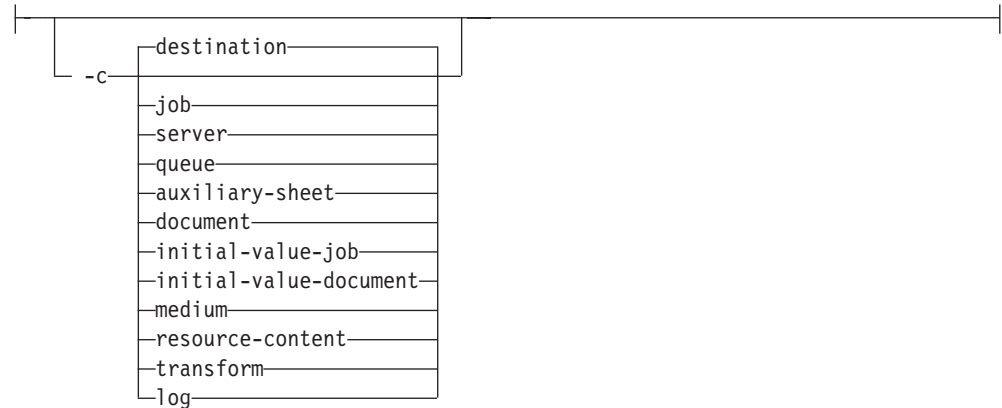 destination
-c
job
server
queue
auxiliary-sheet
document
initial-value-job
initial-value-document
medium
resource-content
transform
log